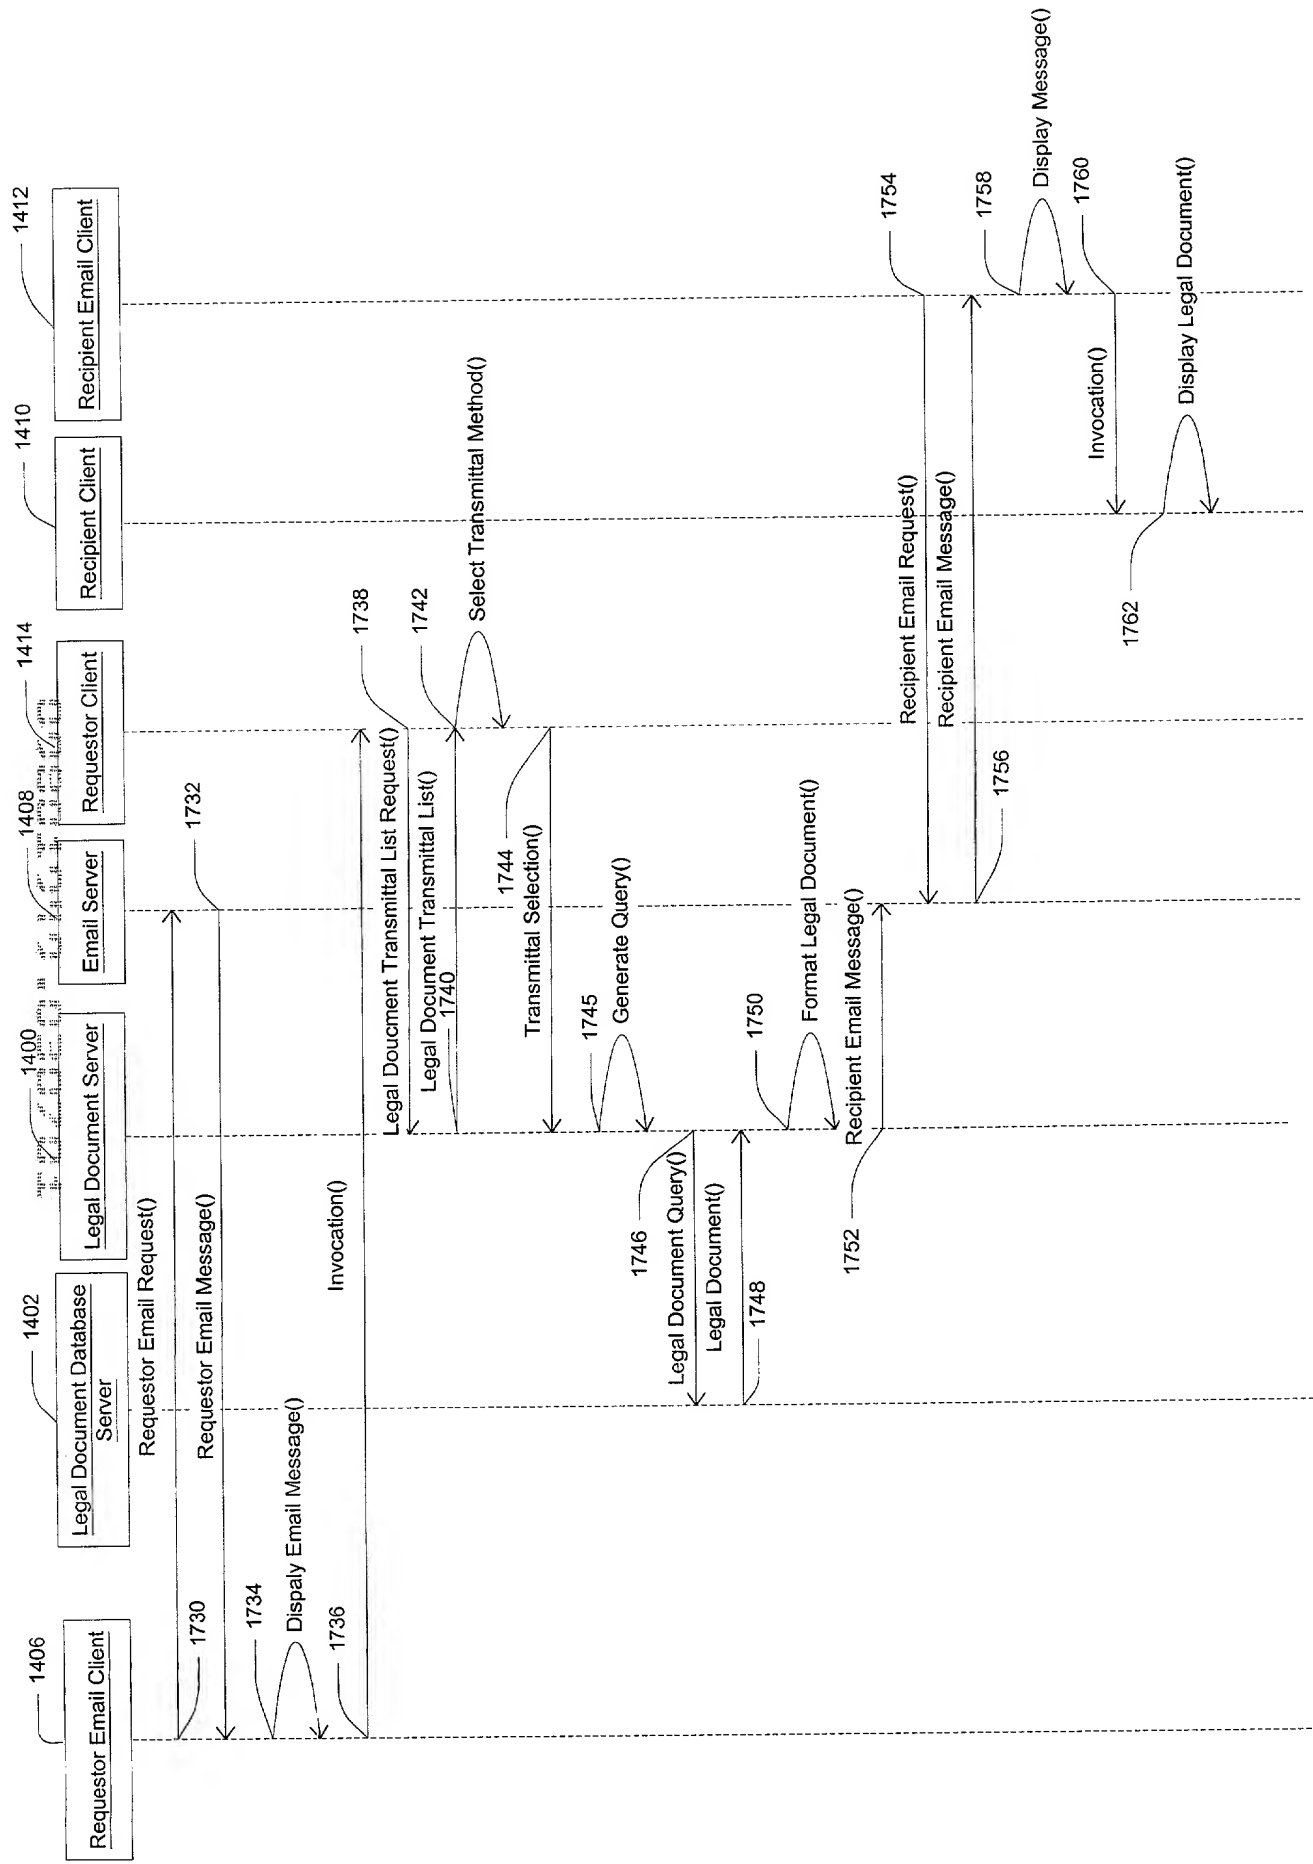 1406
Requestor Email Client
1402
Legal Document Database
Server
1400
Legal Document Server
1408
Email Server
1414
Requestor Client
1410
Recipient Client
1412
Recipient Email Client
Requestor Email Request()
1730
Requestor Email Message()
1732
1734
Dispaly Email Message()
1736
Invocation()
1738
Legal Doucment Transmittal List Request()
Legal Document Transmittal List()
1740
1742
Select Transmittal Method()
1744
Transmittal Selection()
1745
Generate Query()
1746
Legal Document Query()
Legal Document()
1748
1750
Format Legal Document()
Recipient Email Message()
1752
1754
Recipient Email Request()
Recipient Email Message()
1756
1758
Display Message()
1760
Invocation()
1762
Display Legal Document()